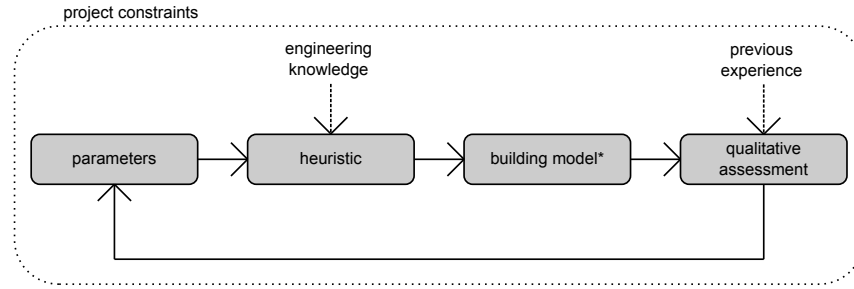 project constraints
engineering
knowledge
previous
experience
parameters
heuristic
building model*
qualitative
assessment